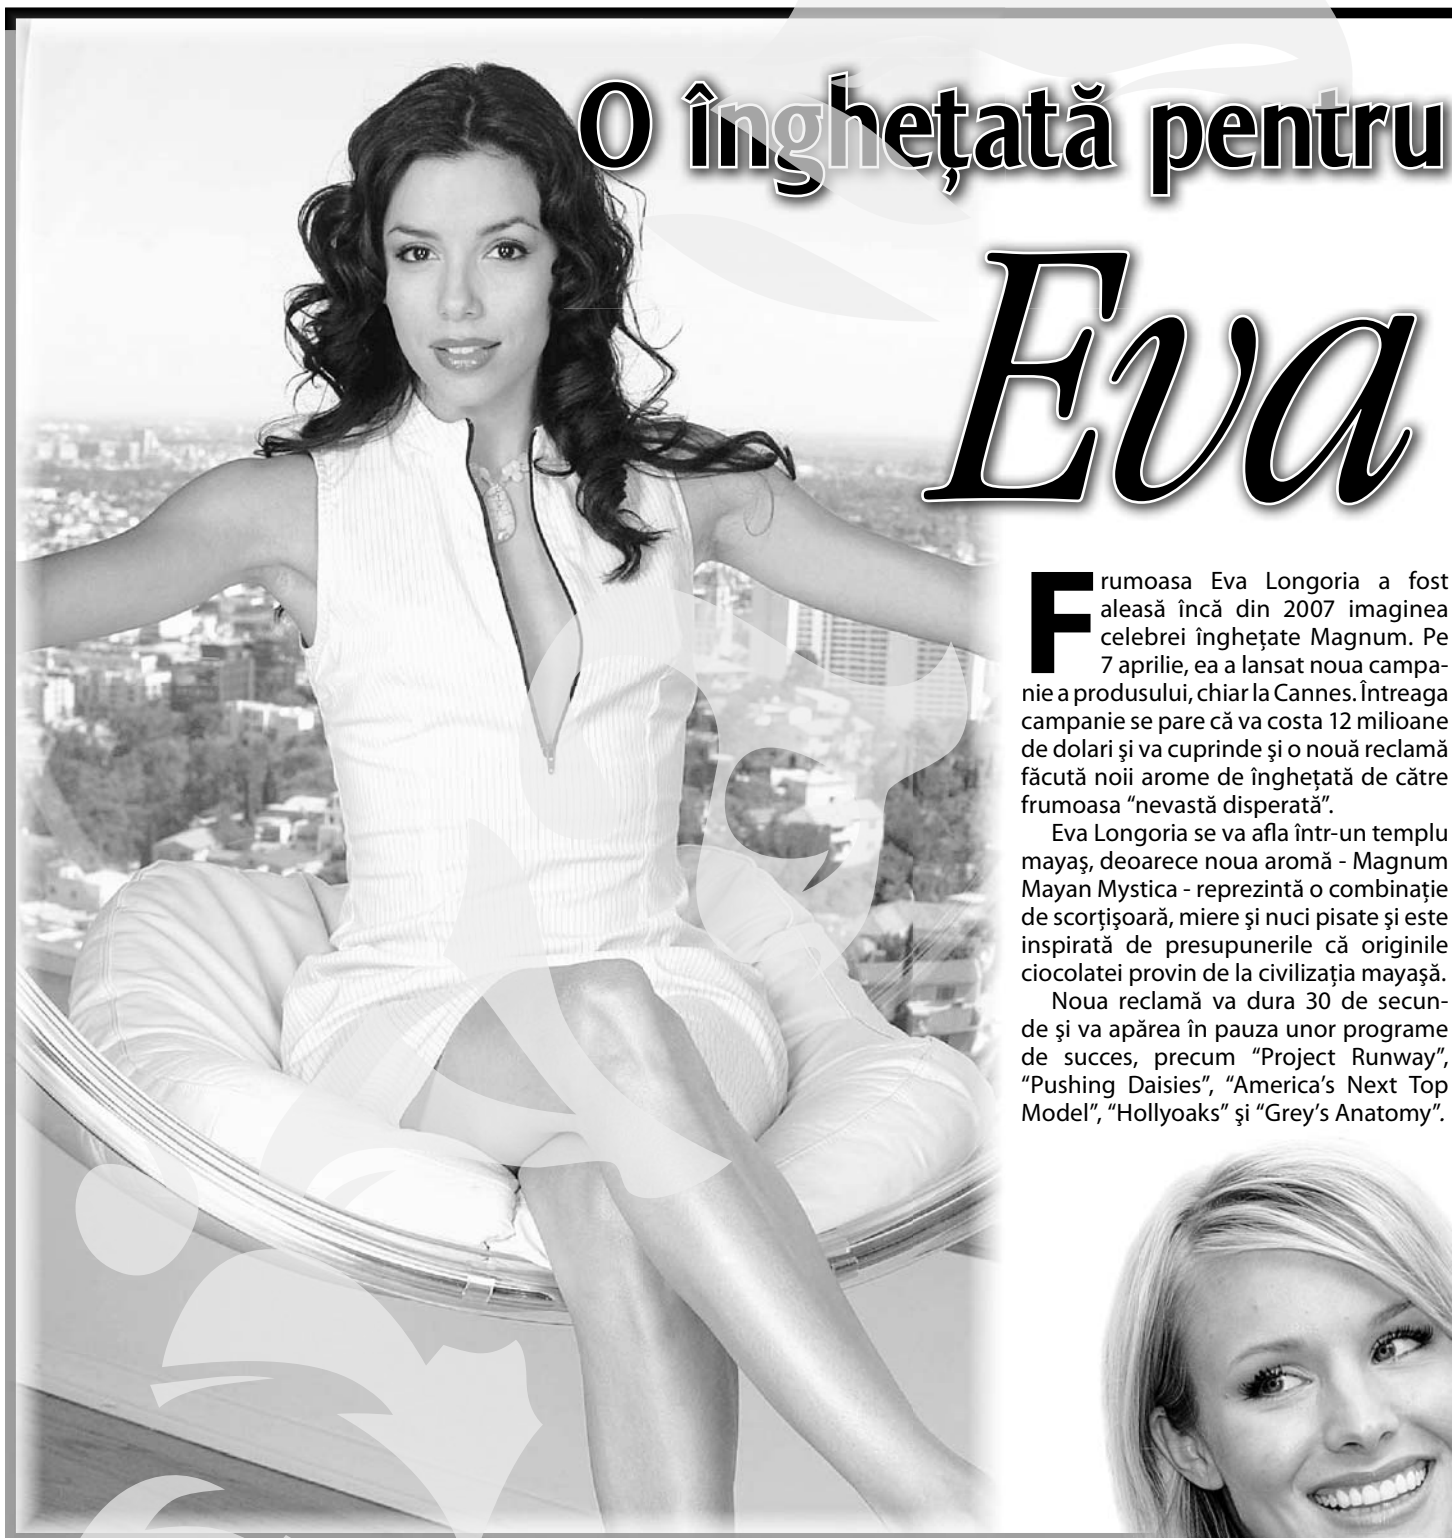 O înghețată pentru
Eva
Frumoasa Eva Longoria a fost
aleasă încă din 2007 imaginea
celebrei înghețate Magnum. Pe
7 aprilie, ea a lansat noua campa-
nie a produsului, chiar la Cannes. Întreaga
campanie se pare că va costa 12 milioane
de dolari şi va cuprinde şi o nouă reclamă
făcută noii arome de înghețată de către
frumoasa “nevastă disperată”.
Eva Longoria se va afla într-un templu
mayaş, deoarece noua aromă - Magnum
Mayan Mystica - reprezintă o combinație
de scorțişoară, miere şi nuci pisate şi este
inspirată de presupunerile că originile
ciocolatei provin de la civilizația mayaşă.
Noua reclamă va dura 30 de secun-
de şi va apărea în pauza unor programe
de succes, precum “Project Runway”,
“Pushing Daisies”, “America’s Next Top
Model”, “Hollyoaks” şi “Grey’s Anatomy”.